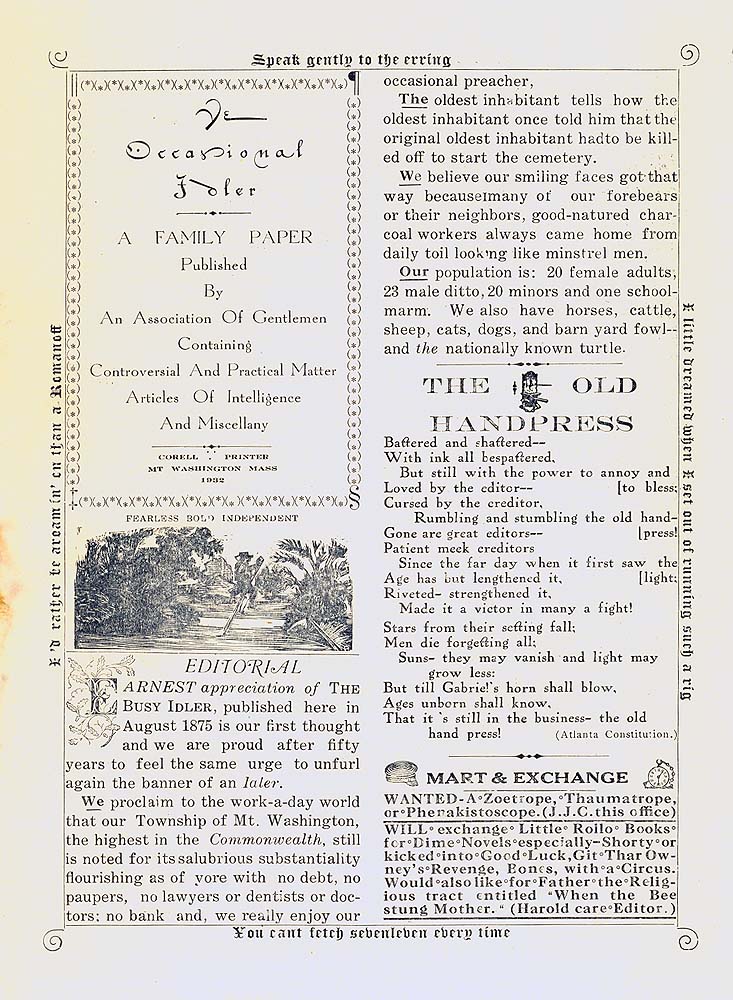 Speak gently to the erring
Ye
Occasional
Idler
A FAMILY PAPER
Published
By
An Association Of Gentlemen
Containing
Controversial And Practical Matter
Articles Of Intelligence
And Miscellany
CORELL PRINTER
MT WASHINGTON MASS
1932
FEARLESS BOLD INDEPENDENT
EDITORIAL
EARNEST appreciation of THE
BUSY IDLER, published here in
August 1875 is our first thought
and we are proud after fifty
years to feel the same urge to unfurl
again the banner of an Idler.
We proclaim to the work-a-day world
that our Township of Mt. Washington,
the highest in the Commonwealth, still
is noted for its salubrious substantiality
flourishing as of yore with no debt, no
paupers, no lawyers or dentists or doc-
tors; no bank and, we really enjoy our
occasional preacher,
The oldest inhabitant tells how the
oldest inhabitant once told him that the
original oldest inhabitant hadto be kill-
ed off to start the cemetery.
We believe our smiling faces got that
way becauseimany of our forebears
or their neighbors, good-natured char-
coal workers always came home from
daily toil looking like minstrel men.
Our population is: 20 female adults,
23 male ditto, 20 minors and one school-
marm. We also have horses, cattle,
sheep, cats, dogs, and barn yard fowl--
and the nationally known turtle.
THE OLD
HANDPRESS
Battered and shattered--
With ink all bespattered,
But still with the power to annoy and
Loved by the editor-- [to bless;
Cursed by the creditor,
Rumbling and stumbling the old hand-
Gone are great editors-- [press!
Patient meek creditors
Since the far day when it first saw the
Age has but lengthened it, [light;
Riveted- strengthened it,
Made it a victor in many a fight!
Stars from their setting fall;
Men die forgetting all;
Suns- they may vanish and light may
grow less:
But till Gabriel's horn shall blow,
Ages unborn shall know,
That it 's still in the business- the old
hand press! (Atlanta Constitution.)
MART & EXCHANGE
WANTED-A Zoetrope, Thaumatrope,
or Phenakistoscope. (J.J.C. this office)
WILL exchange Little Rollo Books
for Dime Novels especially-Shorty or
kicked into Good Luck, Git Thar Ow-
ney's Revenge, Bones, with a Circus.
Would also like for Father the Relig-
ious tract entitled "When the Bee
stung Mother." (Harold care Editor.)
I'd rather be aroamin' on than a Romanoff
I little dreamed when I set out of running such a rig
You cant fetch sevenleven every time